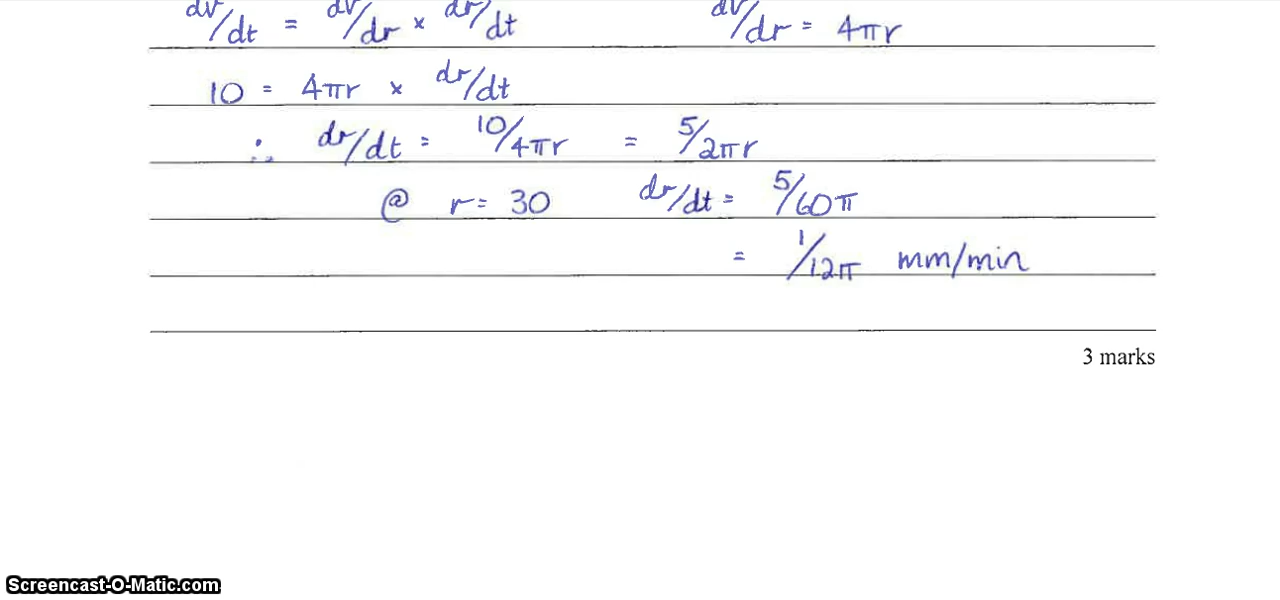 dV/dt = dV/dr × dr/dt dV/dr = 4πr
10 = 4πr × dr/dt
∴ dr/dt = 10/4πr = 5/2πr
@ r = 30 dr/dt = 5/60π
= 1/12π mm/min
3 marks
Screencast-O-Matic.com